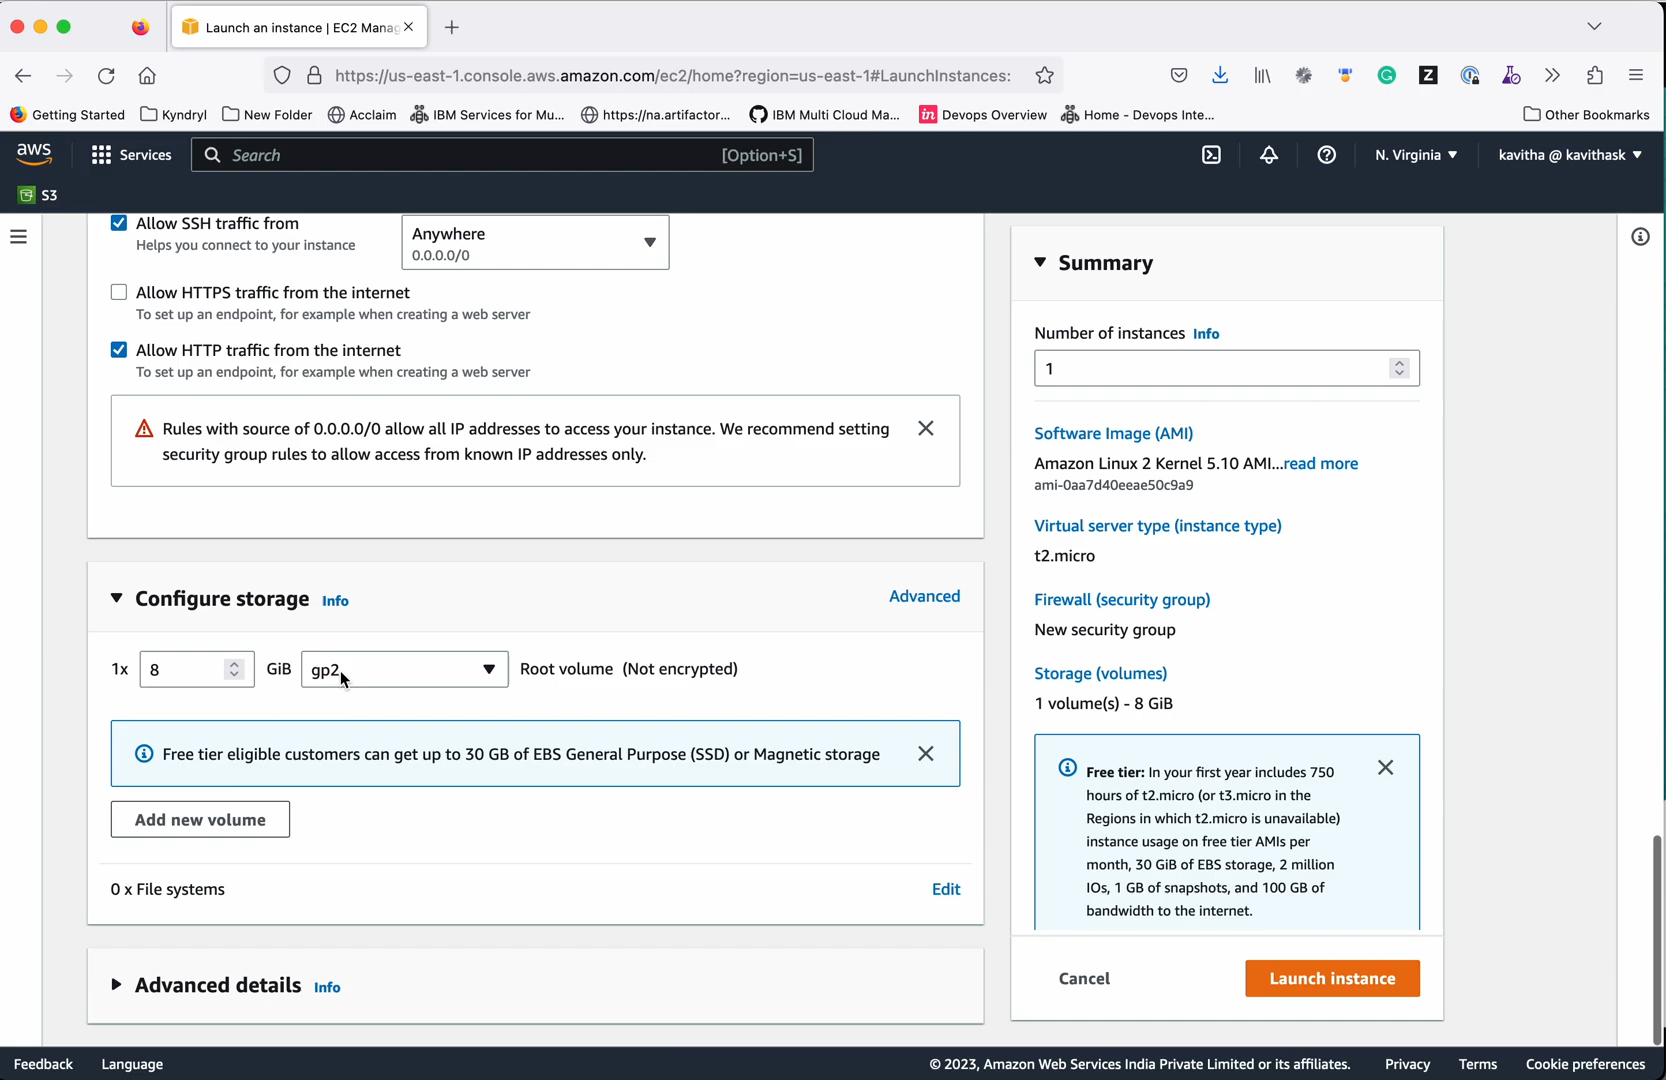 Launch an instance | EC2 Manag
https://us-east-1.console.aws.amazon.com/ec2/home?region=us-east-1#LaunchInstances:
Getting Started
Kyndryl
New Folder
Acclaim
IBM Services for Mu...
https://na.artifactor...
IBM Multi Cloud Ma...
in
Devops Overview
Home - Devops Inte...
Other Bookmarks
Z
aws
Services
Search
[Option+S]
N. Virginia
kavitha @ kavithask
S3
Allow SSH traffic from
Helps you connect to your instance
Anywhere
0.0.0.0/0
Allow HTTPS traffic from the internet
To set up an endpoint, for example when creating a web server
Allow HTTP traffic from the internet
To set up an endpoint, for example when creating a web server
Rules with source of 0.0.0.0/0 allow all IP addresses to access your instance. We recommend setting
security group rules to allow access from known IP addresses only.
Configure storage Info
Advanced
1x
8
GiB
gp2
Root volume (Not encrypted)
Free tier eligible customers can get up to 30 GB of EBS General Purpose (SSD) or Magnetic storage
Add new volume
0 x File systems
Edit
Advanced details Info
Summary
Number of instances Info
1
Software Image (AMI)
Amazon Linux 2 Kernel 5.10 AMI...read more
ami-0aa7d40eeae50c9a9
Virtual server type (instance type)
t2.micro
Firewall (security group)
New security group
Storage (volumes)
1 volume(s) - 8 GiB
Free tier: In your first year includes 750
hours of t2.micro (or t3.micro in the
Regions in which t2.micro is unavailable)
instance usage on free tier AMIs per
month, 30 GiB of EBS storage, 2 million
IOs, 1 GB of snapshots, and 100 GB of
bandwidth to the internet.
Cancel
Launch instance
Feedback
Language
© 2023, Amazon Web Services India Private Limited or its affiliates.
Privacy
Terms
Cookie preferences